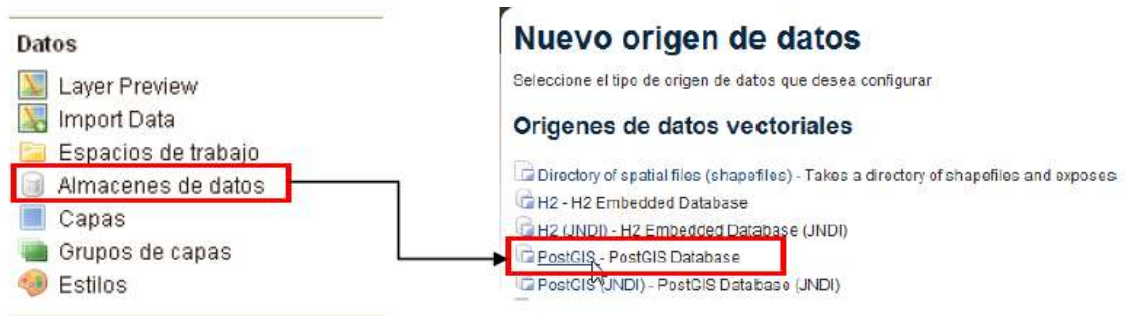 Datos
Layer Preview
Import Data
Espacios de trabajo
Almacenes de datos
Capas
Grupos de capas
Estilos
Nuevo origen de datos
Seleccione el tipo de origen de datos que desea configurar
Origenes de datos vectoriales
Directory of spatial files (shapefiles) - Takes a directory of shapefiles and exposes
H2 - H2 Embedded Database
H2 (JNDI) - H2 Embedded Database (JNDI)
PostGIS - PostGIS Database
PostGIS (JNDI) - PostGIS Database (JNDI)